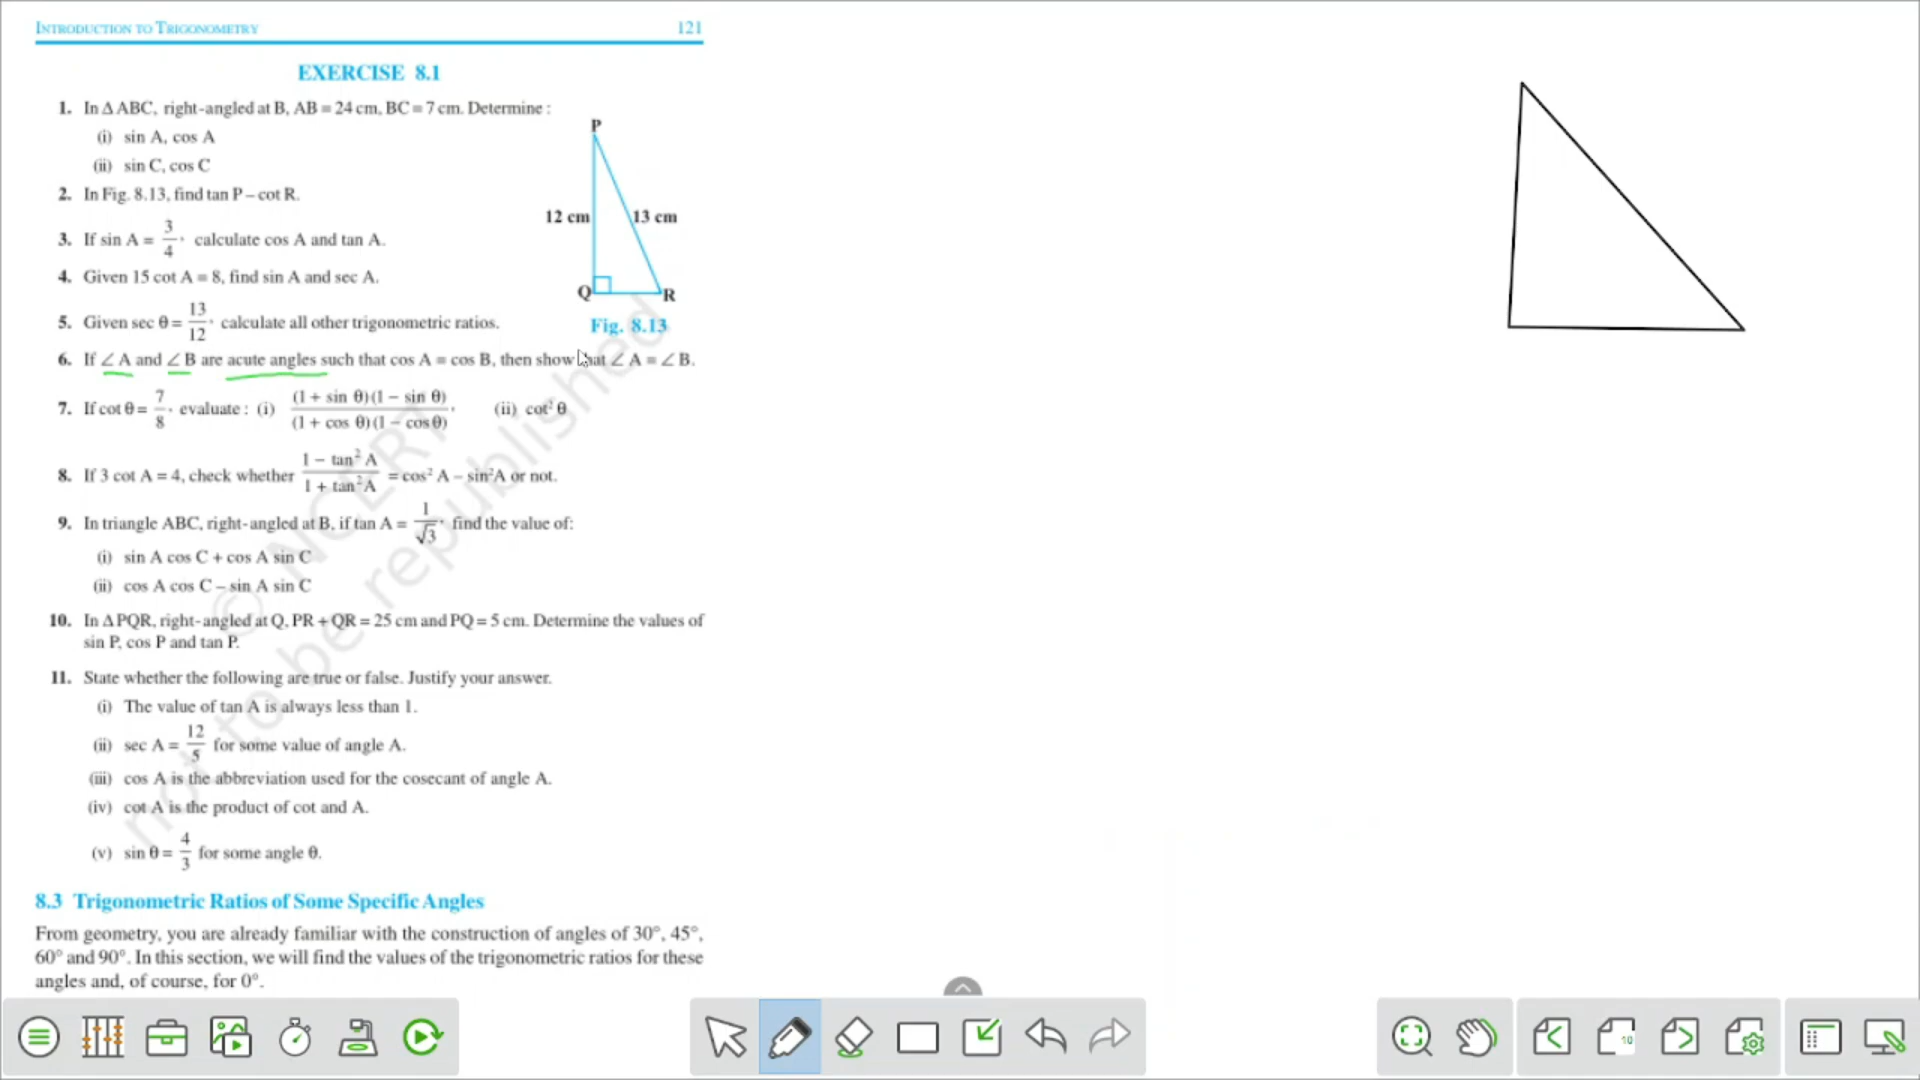 INTRODUCTION TO TRIGONOMETRY 121
EXERCISE 8.1
1. In Δ ABC, right-angled at B, AB = 24 cm, BC = 7 cm. Determine :
(i) sin A, cos A
(ii) sin C, cos C
2. In Fig. 8.13, find tan P – cot R.
3. If sin A = 3/4, calculate cos A and tan A.
4. Given 15 cot A = 8, find sin A and sec A.
5. Given sec θ = 13/12, calculate all other trigonometric ratios.
P
12 cm
13 cm
Q
R
Fig. 8.13
6. If ∠ A and ∠ B are acute angles such that cos A = cos B, then show that ∠ A = ∠ B.
7. If cot θ = 7/8, evaluate : (i) (1 + sin θ)(1 – sin θ)/(1 + cos θ)(1 – cos θ), (ii) cot² θ
8. If 3 cot A = 4, check whether (1 – tan² A)/(1 + tan² A) = cos² A – sin²A or not.
9. In triangle ABC, right-angled at B, if tan A = 1/√3, find the value of:
(i) sin A cos C + cos A sin C
(ii) cos A cos C – sin A sin C
10. In Δ PQR, right-angled at Q, PR + QR = 25 cm and PQ = 5 cm. Determine the values of
sin P, cos P and tan P.
11. State whether the following are true or false. Justify your answer.
(i) The value of tan A is always less than 1.
(ii) sec A = 12/5 for some value of angle A.
(iii) cos A is the abbreviation used for the cosecant of angle A.
(iv) cot A is the product of cot and A.
(v) sin θ = 4/3 for some angle θ.
8.3 Trigonometric Ratios of Some Specific Angles
From geometry, you are already familiar with the construction of angles of 30°, 45°,
60° and 90°. In this section, we will find the values of the trigonometric ratios for these
angles and, of course, for 0°.
© NCERT
not to be republished
10